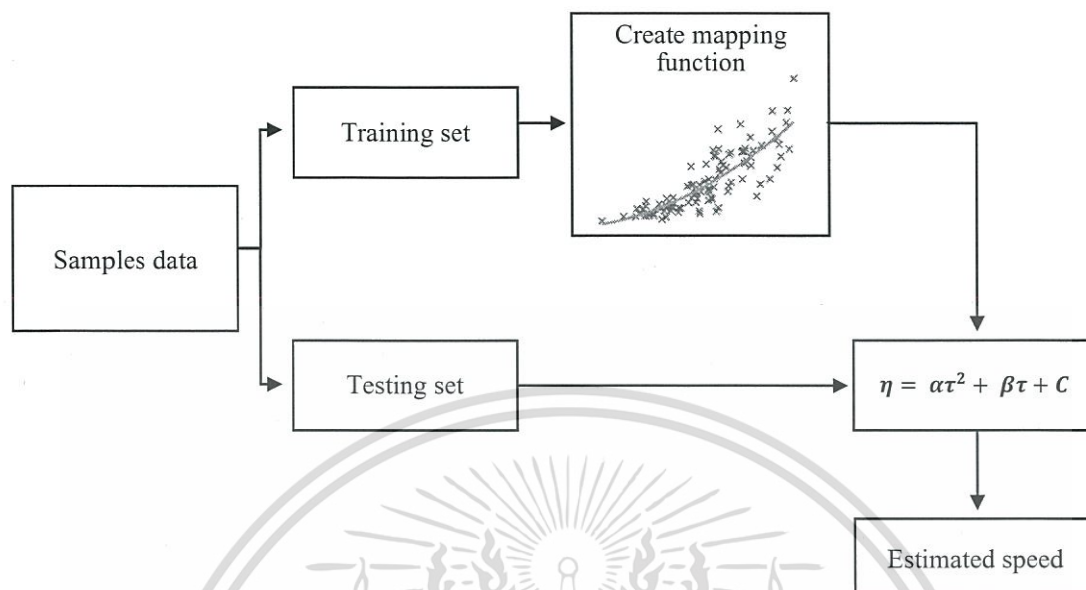 Create mapping
function
Training set
Samples data
Testing set
η = ατ² + βτ + C
Estimated speed